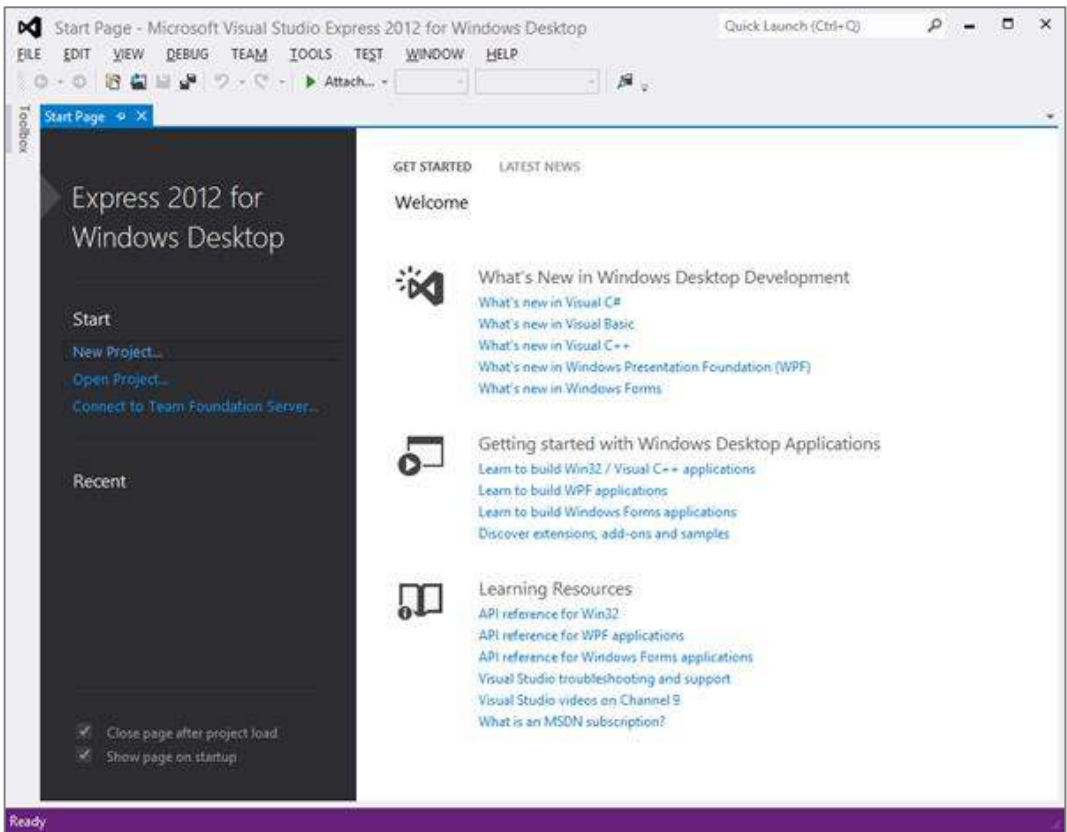 Start Page - Microsoft Visual Studio Express 2012 for Windows Desktop
Quick Launch (Ctrl+Q)
FILE EDIT VIEW DEBUG TEAM TOOLS TEST WINDOW HELP
Attach...
Toolbox
Start Page
Express 2012 for
Windows Desktop
Start
New Project...
Open Project...
Connect to Team Foundation Server...
Recent
Close page after project load
Show page on startup
GET STARTED LATEST NEWS
Welcome
What's New in Windows Desktop Development
What's new in Visual C#
What's new in Visual Basic
What's new in Visual C++
What's new in Windows Presentation Foundation (WPF)
What's new in Windows Forms
Getting started with Windows Desktop Applications
Learn to build Win32 / Visual C++ applications
Learn to build WPF applications
Learn to build Windows Forms applications
Discover extensions, add-ons and samples
Learning Resources
API reference for Win32
API reference for WPF applications
API reference for Windows Forms applications
Visual Studio troubleshooting and support
Visual Studio videos on Channel 9
What is an MSDN subscription?
Ready